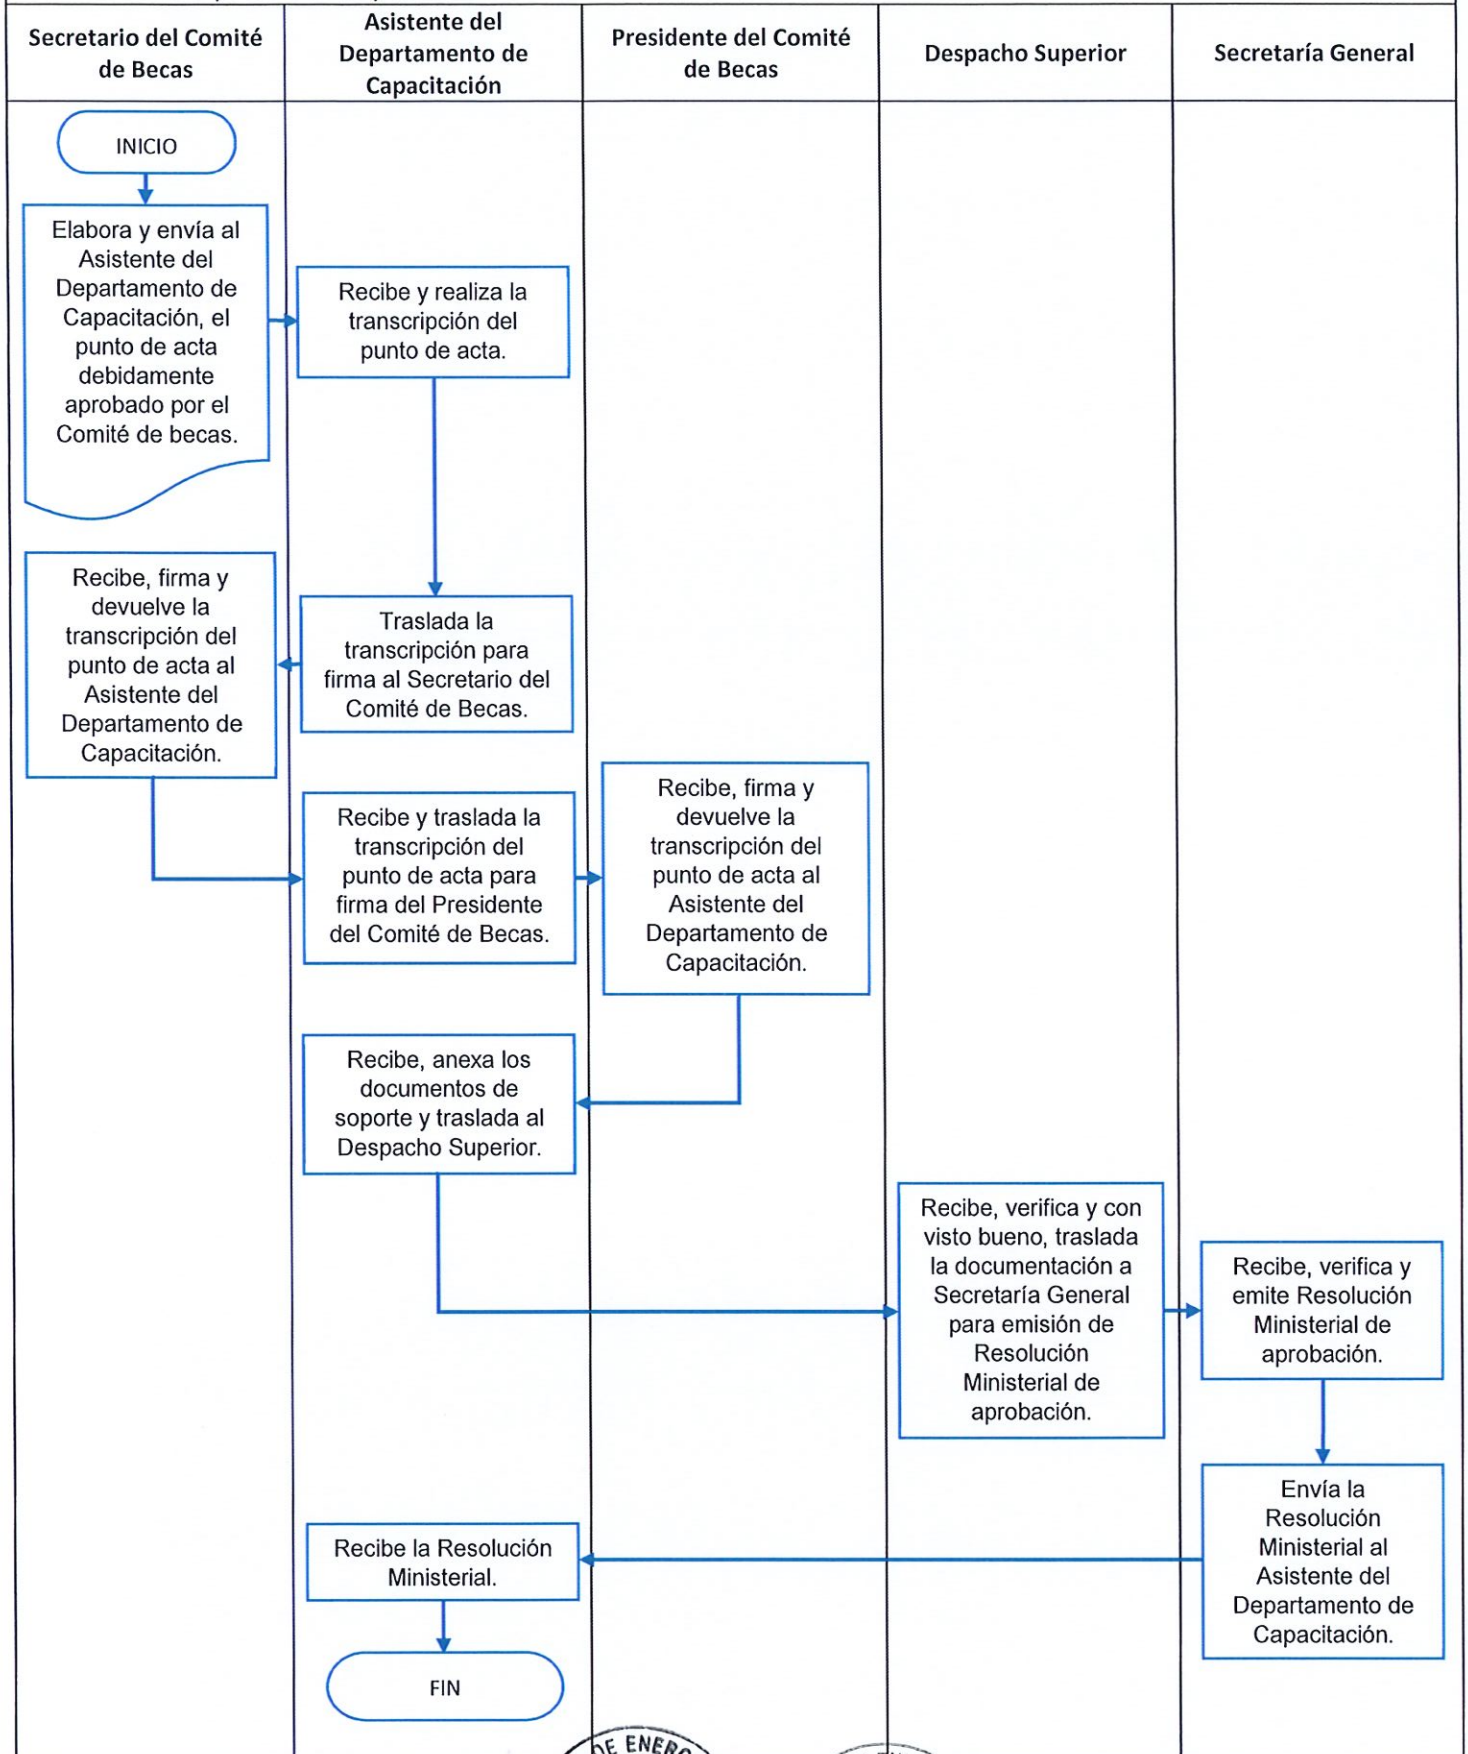 Secretario del Comité
de Becas
Asistente del
Departamento de
Capacitación
Presidente del Comité
de Becas
Despacho Superior
Secretaría General
INICIO
Elabora y envía al
Asistente del
Departamento de
Capacitación, el
punto de acta
debidamente
aprobado por el
Comité de becas.
Recibe y realiza la
transcripción del
punto de acta.
Traslada la
transcripción para
firma al Secretario del
Comité de Becas.
Recibe, firma y
devuelve la
transcripción del
punto de acta al
Asistente del
Departamento de
Capacitación.
Recibe y traslada la
transcripción del
punto de acta para
firma del Presidente
del Comité de Becas.
Recibe, firma y
devuelve la
transcripción del
punto de acta al
Asistente del
Departamento de
Capacitación.
Recibe, anexa los
documentos de
soporte y traslada al
Despacho Superior.
Recibe, verifica y con
visto bueno, traslada
la documentación a
Secretaría General
para emisión de
Resolución
Ministerial de
aprobación.
Recibe, verifica y
emite Resolución
Ministerial de
aprobación.
Envía la
Resolución
Ministerial al
Asistente del
Departamento de
Capacitación.
Recibe la Resolución
Ministerial.
FIN
DE